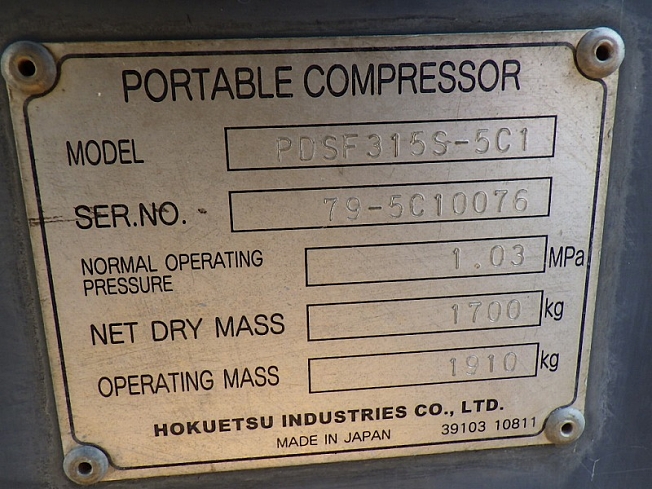 PORTABLE COMPRESSOR
MODEL PDSF315S-5C1
SER.NO. 79-5C10076
NORMAL OPERATING
PRESSURE 1.03 MPa
NET DRY MASS 1700 kg
OPERATING MASS 1910 kg
HOKUETSU INDUSTRIES CO., LTD.
MADE IN JAPAN 39103 10811